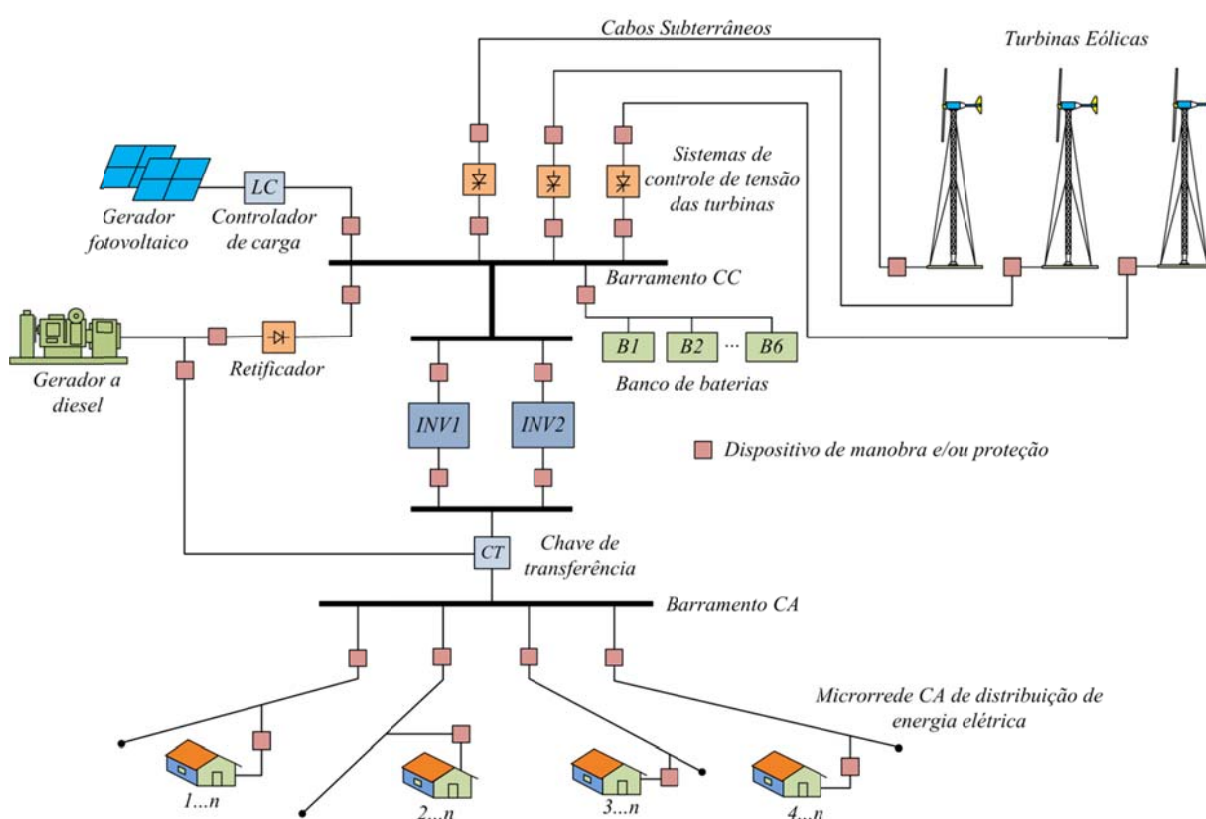 Cabos Subterrâneos
Turbinas Eólicas
Sistemas de
controle de tensão
das turbinas
LC
Gerador
fotovoltaico
Controlador
de carga
Barramento CC
Gerador a
diesel
Retificador
B1 B2 ... B6
Banco de baterias
INV1 INV2
Dispositivo de manobra e/ou proteção
CT
Chave de
transferência
Barramento CA
Microrrede CA de distribuição de
energia elétrica
1...n
2...n
3...n
4...n